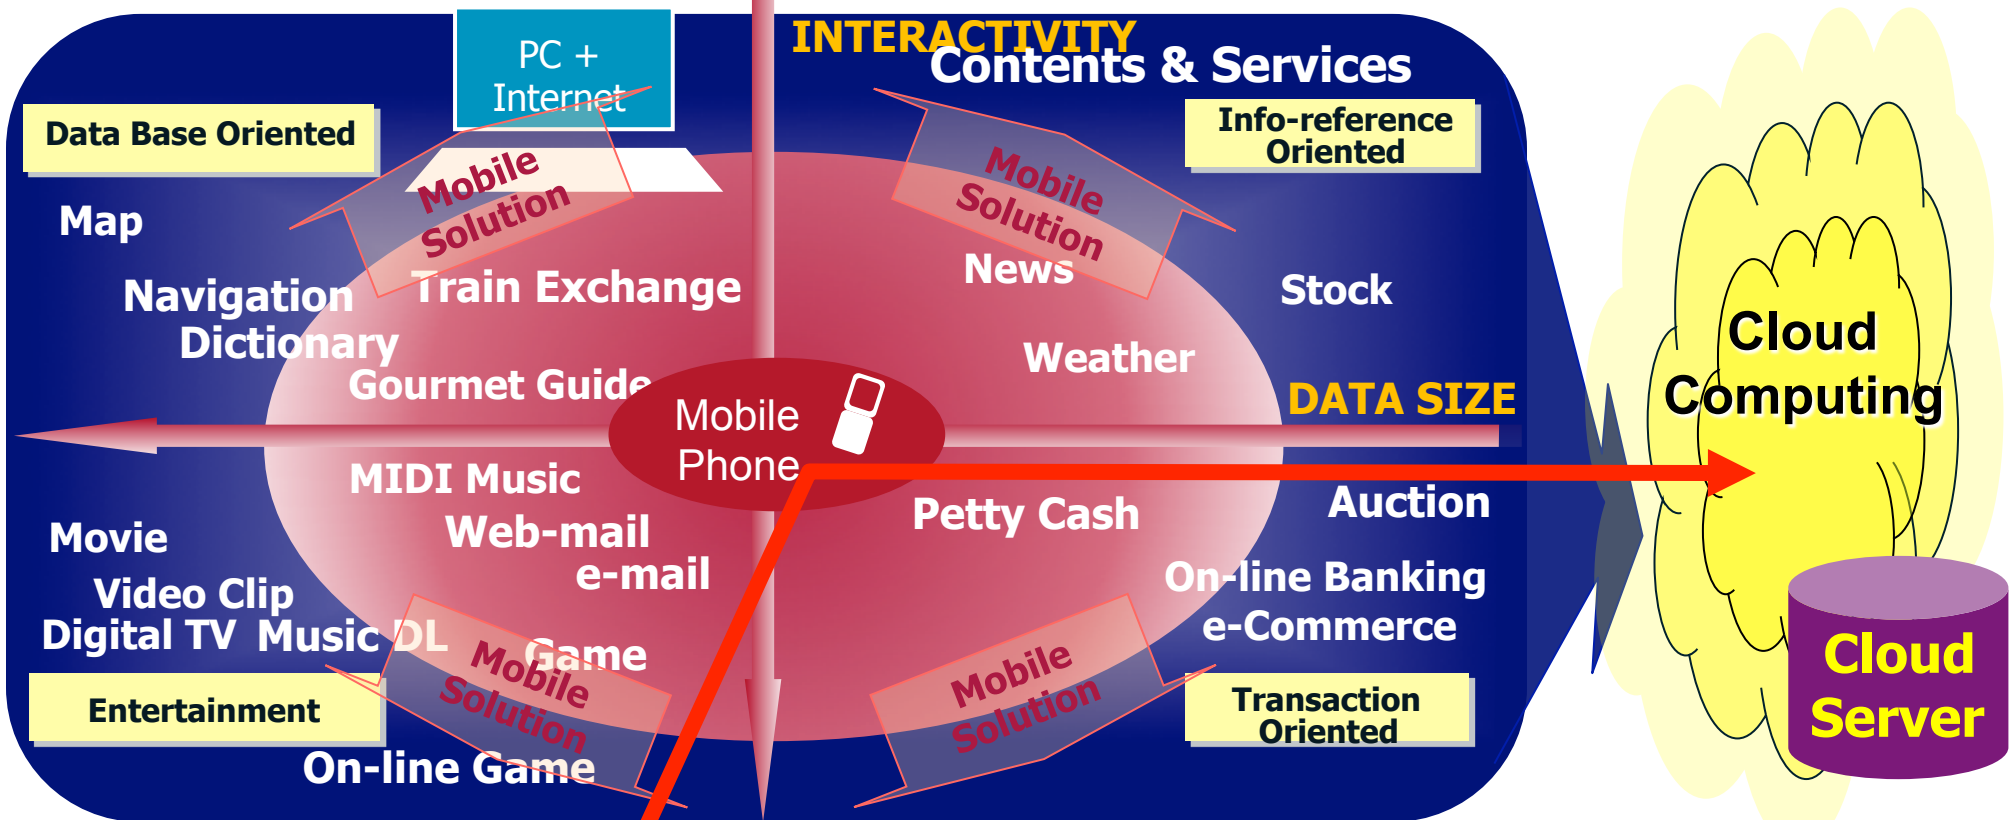 INTERACTIVITY
Contents & Services
PC +
Internet
Data Base Oriented
Info-reference
Oriented
Mobile
Solution
Mobile
Solution
Map
Navigation
Dictionary
Train Exchange
Gourmet Guide
News
Stock
Weather
DATA SIZE
Mobile
Phone
Cloud
Computing
MIDI Music
Web-mail
e-mail
Movie
Video Clip
Digital TV
Music DL
Game
Petty Cash
Auction
On-line Banking
e-Commerce
Mobile
Solution
Mobile
Solution
Entertainment
On-line Game
Transaction
Oriented
Cloud
Server